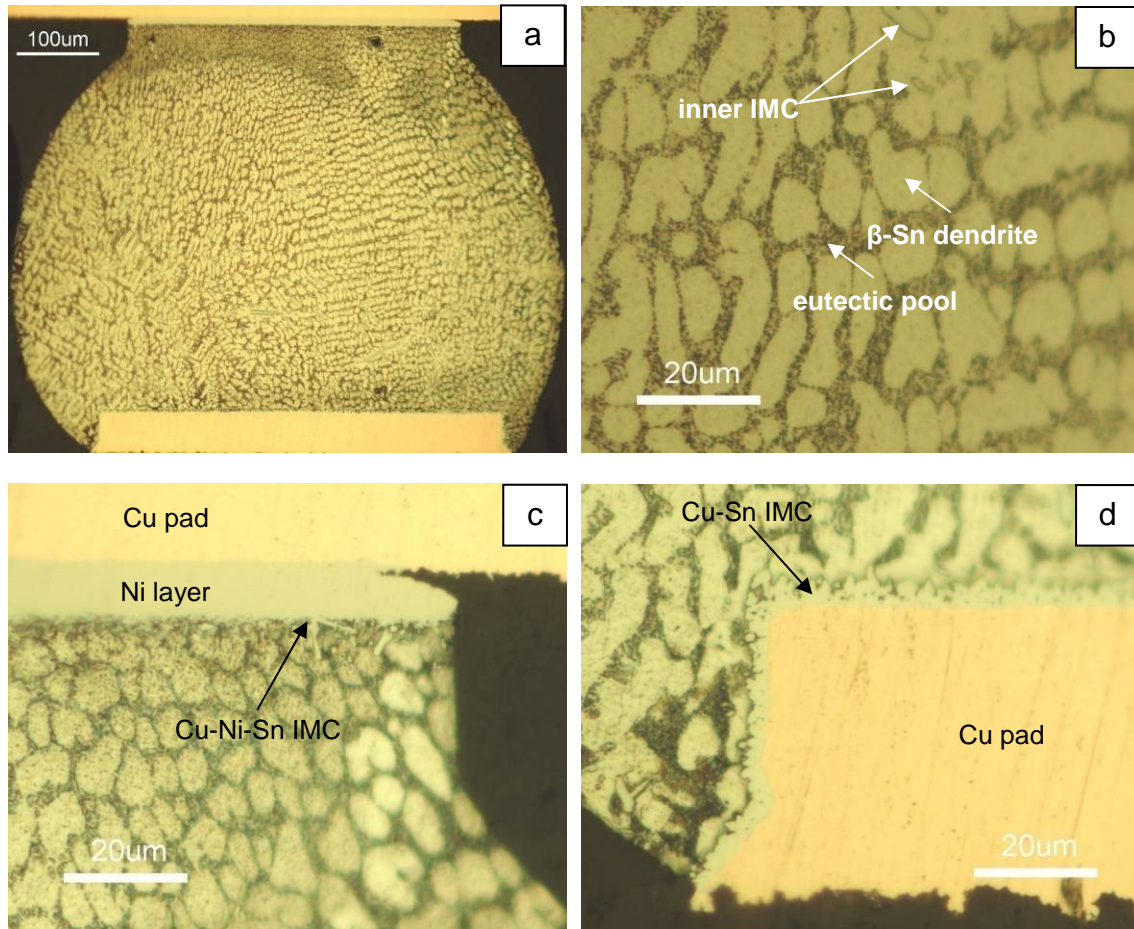 100um
a
b
inner IMC
β-Sn dendrite
eutectic pool
20um
c
Cu pad
Ni layer
Cu-Ni-Sn IMC
20um
d
Cu-Sn IMC
Cu pad
20um